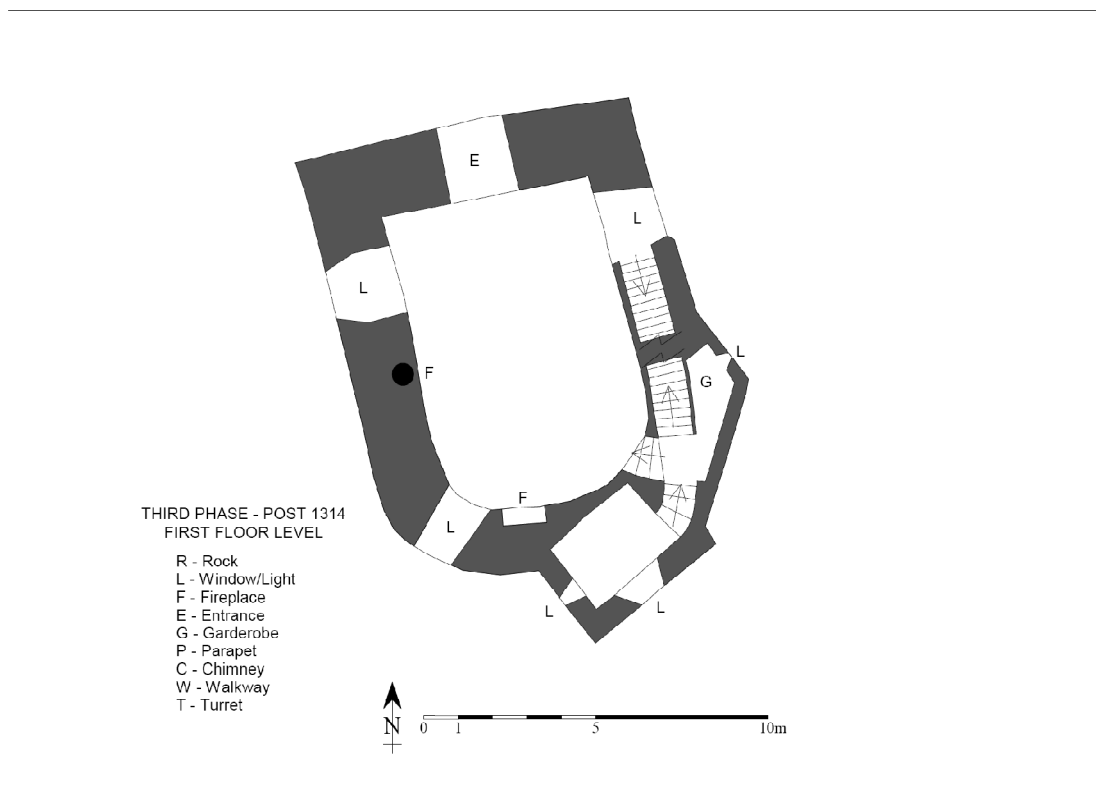 E
L
L
L
F
G
F
L
THIRD PHASE - POST 1314
FIRST FLOOR LEVEL
R - Rock
L - Window/Light
F - Fireplace
E - Entrance
G - Garderobe
P - Parapet
C - Chimney
W - Walkway
T - Turret
L
L
N
0 1 5 10m